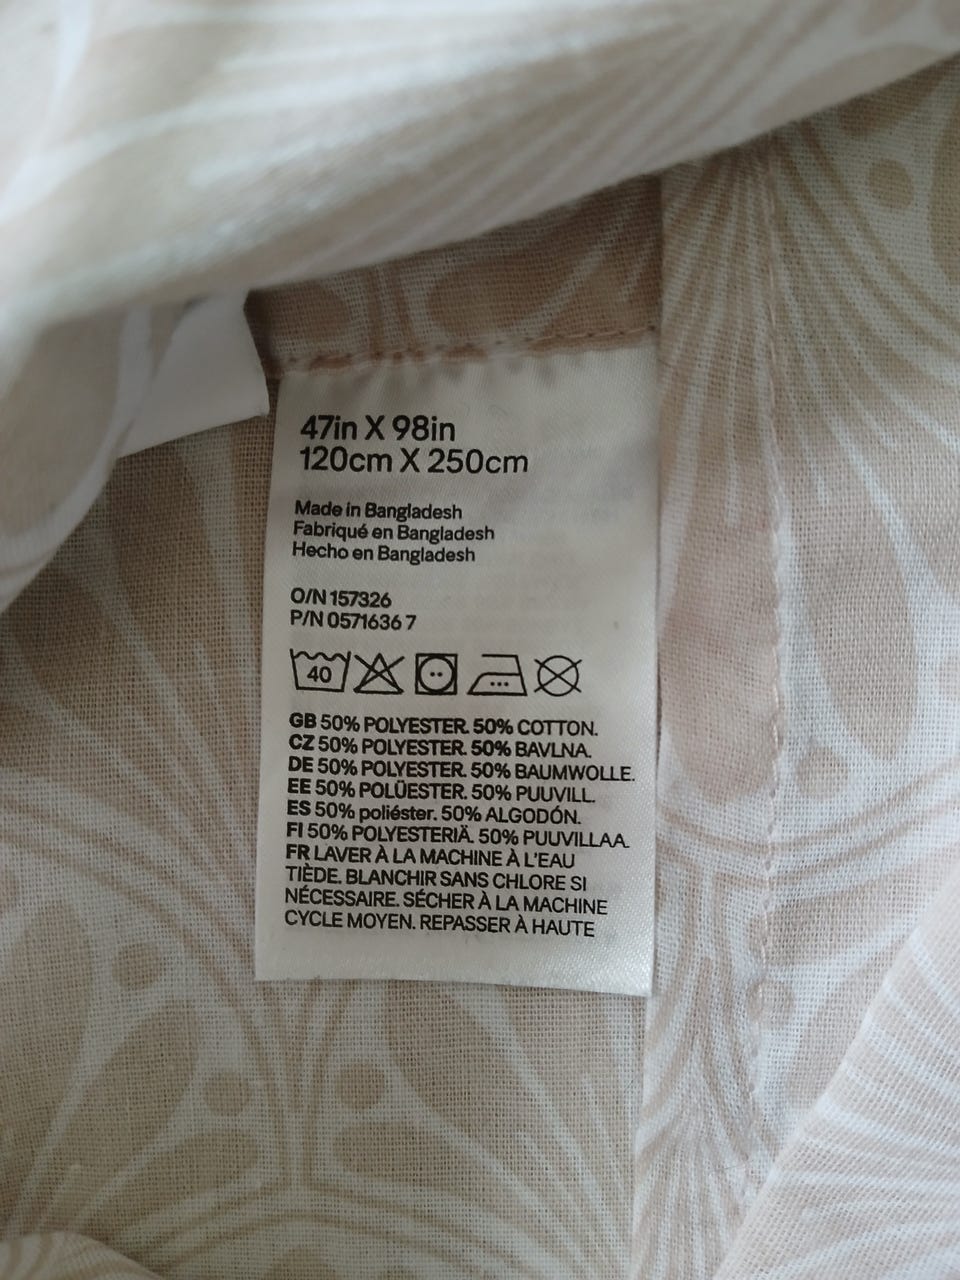 47in X 98in
120cm X 250cm
Made in Bangladesh
Fabriqué en Bangladesh
Hecho en Bangladesh
O/N 157326
P/N 0571636 7
40
GB 50% POLYESTER. 50% COTTON.
CZ 50% POLYESTER. 50% BAVLNA.
DE 50% POLYESTER. 50% BAUMWOLLE.
EE 50% POLÜESTER. 50% PUUVILL.
ES 50% poliéster. 50% ALGODÓN.
FI 50% POLYESTERIÄ. 50% PUUVILLAA.
FR LAVER À LA MACHINE À L'EAU
TIÈDE. BLANCHIR SANS CHLORE SI
NÉCESSAIRE. SÉCHER À LA MACHINE
CYCLE MOYEN. REPASSER À HAUTE